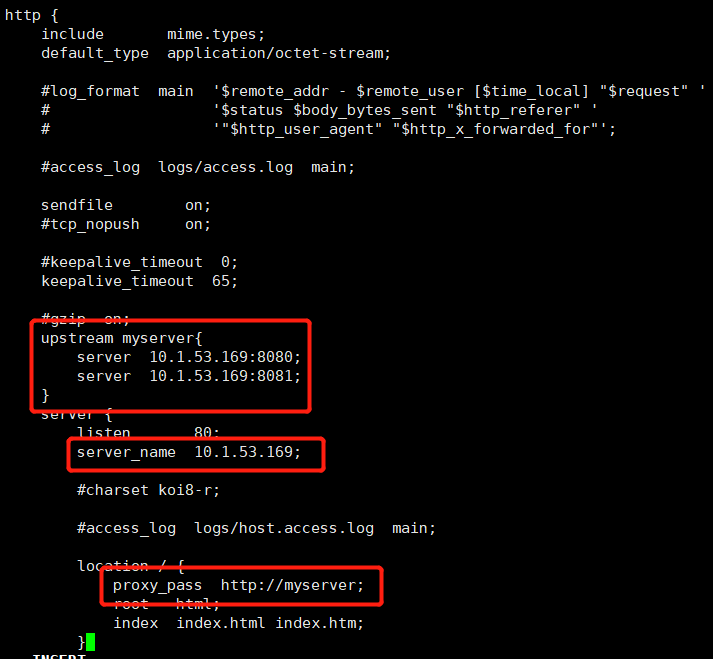 http {
    include       mime.types;
    default_type  application/octet-stream;
    #log_format  main  '$remote_addr - $remote_user [$time_local] "$request" '
    #                  '$status $body_bytes_sent "$http_referer" '
    #                  '"$http_user_agent" "$http_x_forwarded_for"';
    #access_log  logs/access.log  main;
    sendfile        on;
    #tcp_nopush     on;
    #keepalive_timeout  0;
    keepalive_timeout  65;
    #gzip  on;
    upstream myserver{
        server  10.1.53.169:8080;
        server  10.1.53.169:8081;
    }
    server {
        listen       80;
        server_name  10.1.53.169;
        #charset koi8-r;
        #access_log  logs/host.access.log  main;
        location / {
            proxy_pass  http://myserver;
            root   html;
            index  index.html index.htm;
        }
-- INSERT --